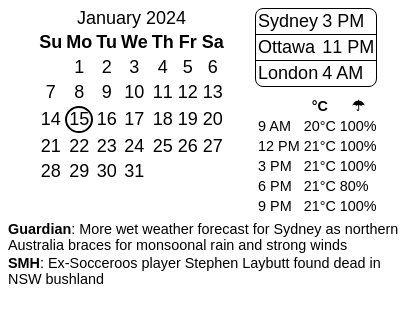 January 2024
Su Mo Tu We Th Fr Sa
1 2 3 4 5 6
7 8 9 10 11 12 13
14 15 16 17 18 19 20
21 22 23 24 25 26 27
28 29 30 31
Sydney 3 PM
Ottawa 11 PM
London 4 AM
°C ☂
9 AM 20°C 100%
12 PM 21°C 100%
3 PM 21°C 100%
6 PM 21°C 80%
9 PM 21°C 100%
Guardian: More wet weather forecast for Sydney as northern
Australia braces for monsoonal rain and strong winds
SMH: Ex-Socceroos player Stephen Laybutt found dead in
NSW bushland